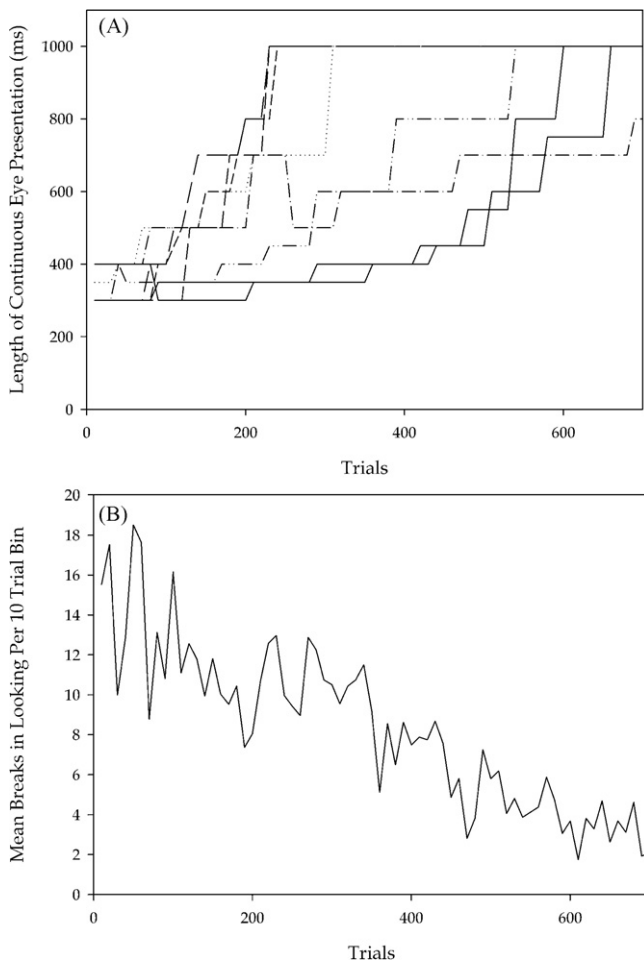 (A)
Length of Continuous Eye Presentation (ms)
1000
800
600
400
200
0
0 200 400 600
Trials
(B)
Mean Breaks in Looking Per 10 Trial Bin
20
18
16
14
12
10
8
6
4
2
0
0 200 400 600
Trials